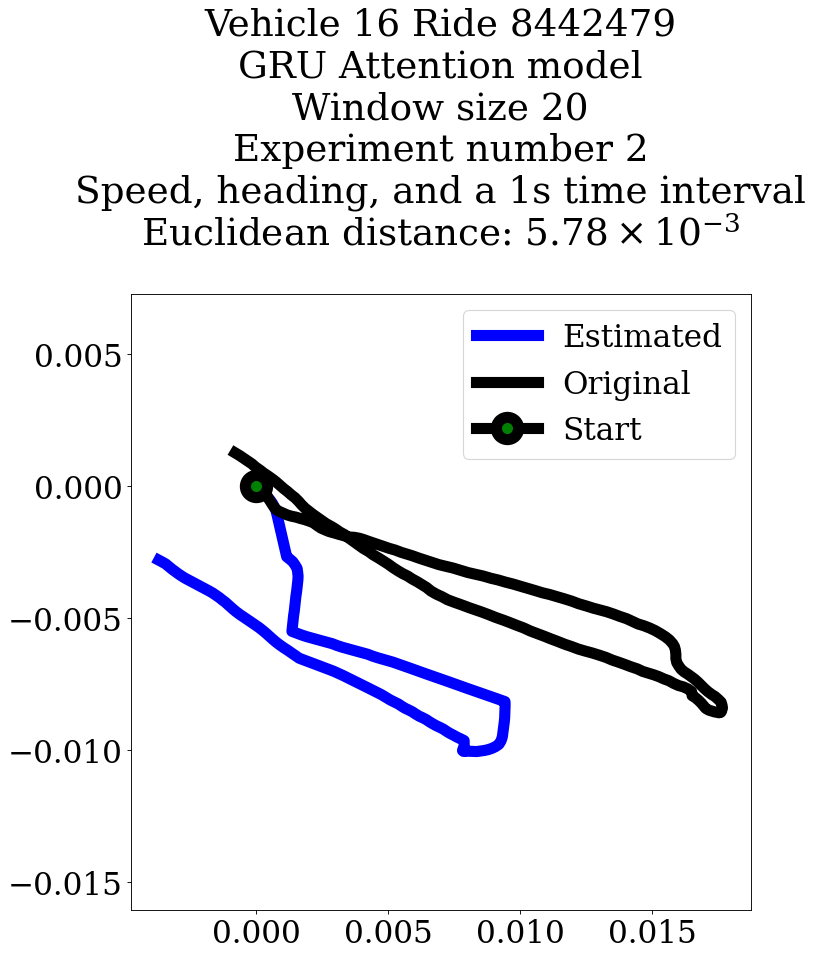 Vehicle 16 Ride 8442479
GRU Attention model
Window size 20
Experiment number 2
Speed, heading, and a 1s time interval
Euclidean distance: 5.78 × 10⁻³
Estimated
Original
Start
0.005
0.000
−0.005
−0.010
−0.015
0.000 0.005 0.010 0.015